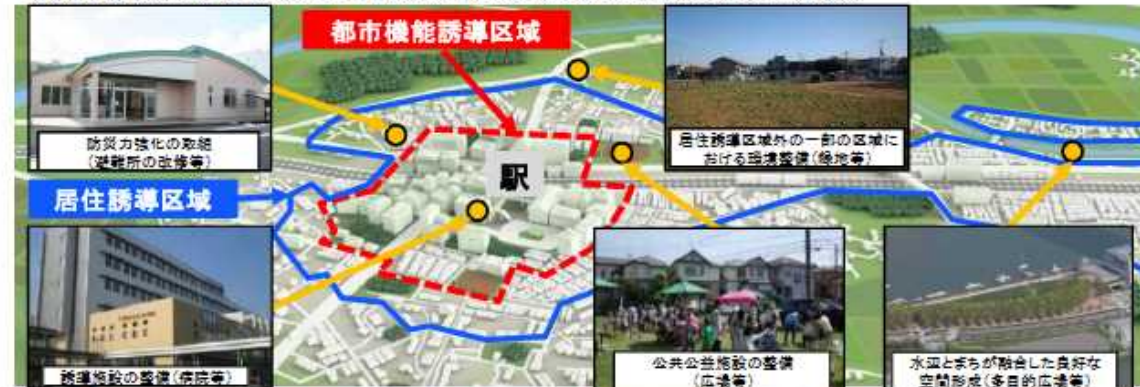 都市機能誘導区域
防災力強化の取組
(避難所の改修等)
居住誘導区域外の一部の区域に
おける環境整備(緑地等)
駅
居住誘導区域
誘導施設の整備(病院等)
公共公益施設の整備
(広場等)
水辺とまちが融合した良好な
空間形成(多目的広場等)